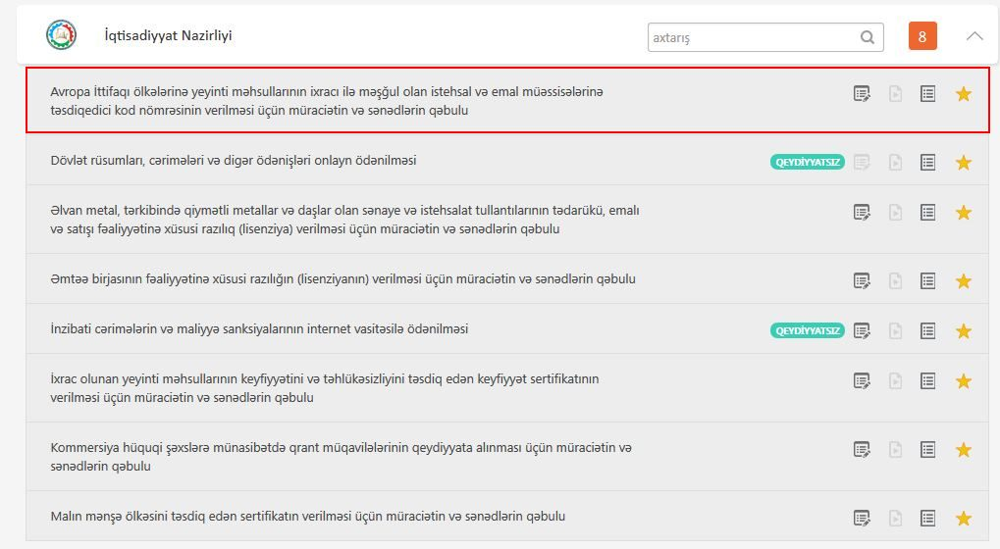 İqtisadiyyat Nazirliyi
axtarış
8
Avropa İttifaqı ölkələrinə yeyinti məhsullarının ixracı ilə məşğul olan istehsal və emal müəssisələrinə
təsdiqedici kod nömrəsinin verilməsi üçün müraciətin və sənədlərin qəbulu
Dövlət rüsumları, cərimələri və digər ödənişləri onlayn ödənilməsi
QEYDİYYATSIZ
Əlvan metal, tərkibində qiymətli metallar və daşlar olan sənaye və istehsalat tullantılarının tədarükü, emalı
və satışı fəaliyyətinə xüsusi razılıq (lisenziya) verilməsi üçün müraciətin və sənədlərin qəbulu
Əmtəə birjasının fəaliyyətinə xüsusi razılığın (lisenziyanın) verilməsi üçün müraciətin və sənədlərin qəbulu
İnzibati cərimələrin və maliyyə sanksiyalarının internet vasitəsilə ödənilməsi
QEYDİYYATSIZ
İxrac olunan yeyinti məhsullarının keyfiyyətini və təhlükəsizliyini təsdiq edən keyfiyyət sertifikatının
verilməsi üçün müraciətin və sənədlərin qəbulu
Kommersiya hüquqi şəxslərə münasibətdə qrant müqavilələrinin qeydiyyata alınması üçün müraciətin və
sənədlərin qəbulu
Malın mənşə ölkəsini təsdiq edən sertifikatın verilməsi üçün müraciətin və sənədlərin qəbulu